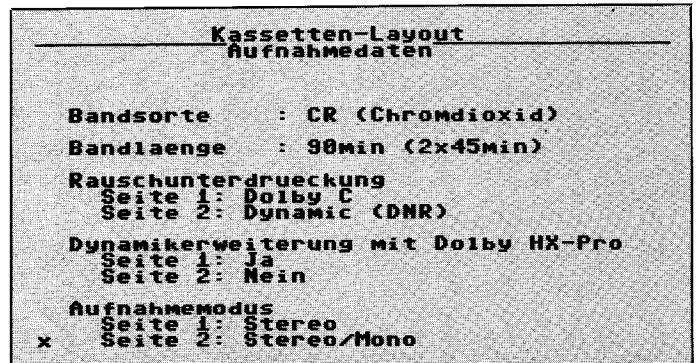 Kassetten-Layout
Aufnahmedaten
Bandsorte : CR (Chromdioxid)
Bandlaenge : 90min (2x45min)
Rauschunterdrueckung
Seite 1: Dolby C
Seite 2: Dynamic (DNR)
Dynamikerweiterung mit Dolby HX-Pro
Seite 1: Ja
Seite 2: Nein
Aufnahmemodus
Seite 1: Stereo
x Seite 2: Stereo/Mono